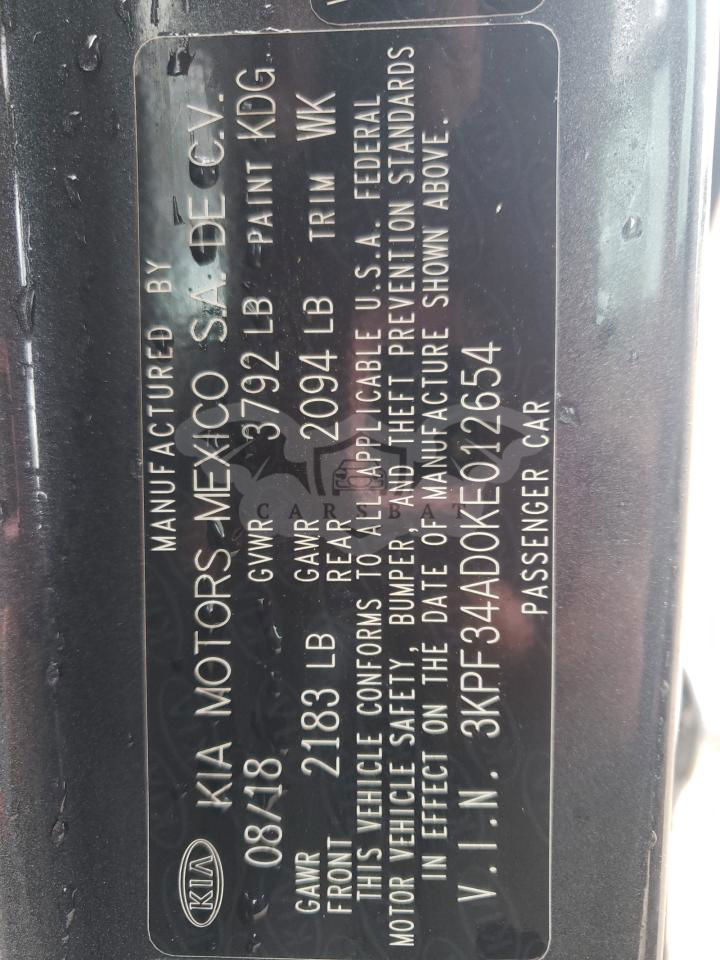 MANUFACTURED BY
KIA KIA MOTORS MEXICO S.A. DE C.V.
08/18 GVWR 3792 LB PAINT KDG
GAWR FRONT 2183 LB GAWR REAR 2094 LB TRIM WK
THIS VEHICLE CONFORMS TO ALL APPLICABLE U.S.A. FEDERAL
MOTOR VEHICLE SAFETY, BUMPER, AND THEFT PREVENTION STANDARDS
IN EFFECT ON THE DATE OF MANUFACTURE SHOWN ABOVE.
V.I.N. 3KPF34AD0KE012654
PASSENGER CAR
CARSBAT